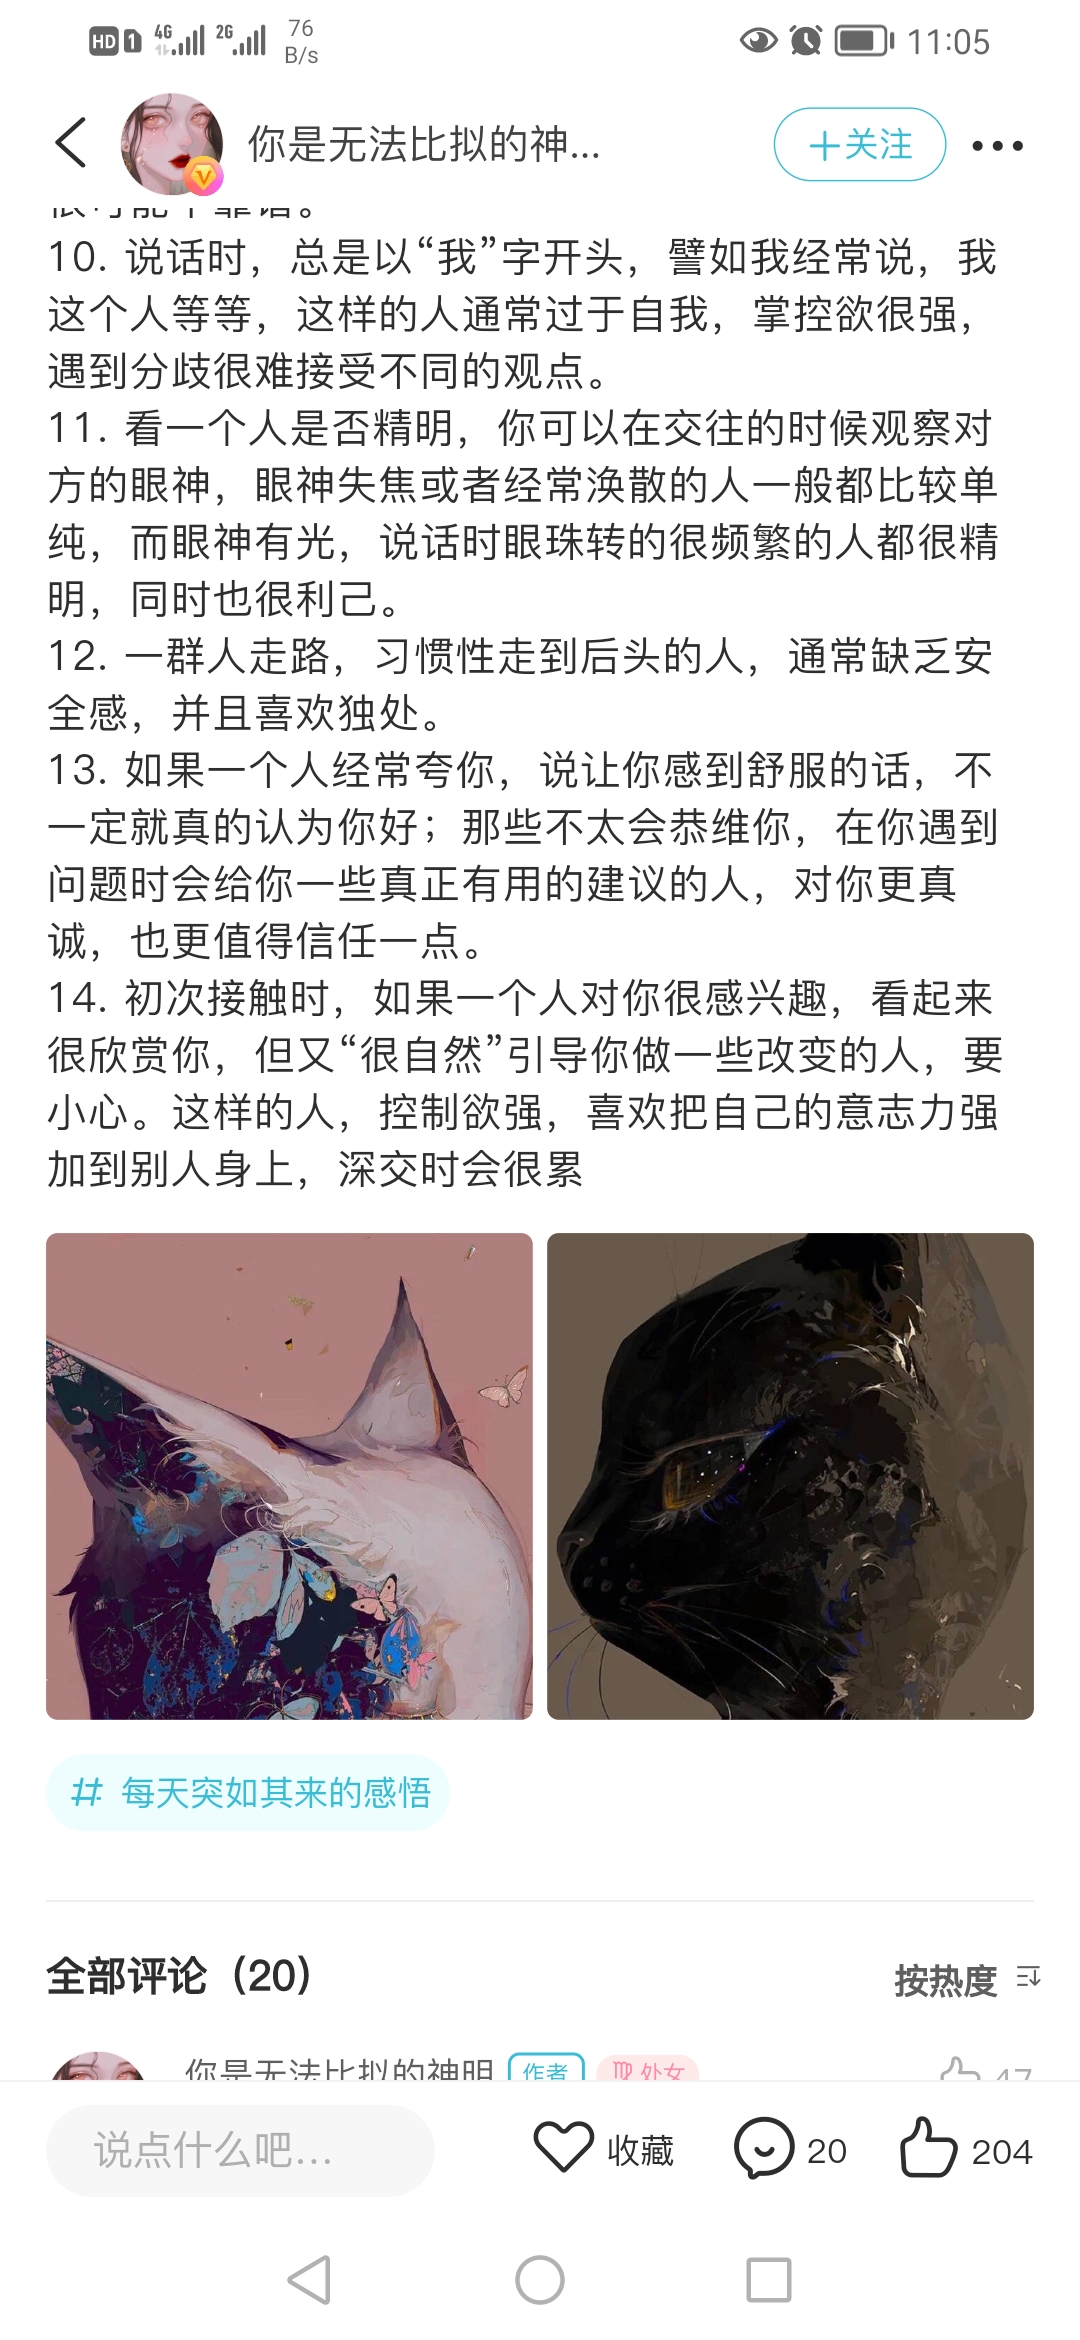 HD 1 4G 2G 76 B/s 11:05
你是无法比拟的神...
+关注
10. 说话时，总是以“我”字开头，譬如我经常说，我
这个人等等，这样的人通常过于自我，掌控欲很强，
遇到分歧很难接受不同的观点。
11. 看一个人是否精明，你可以在交往的时候观察对
方的眼神，眼神失焦或者经常涣散的人一般都比较单
纯，而眼神有光，说话时眼珠转的很频繁的人都很精
明，同时也很利己。
12. 一群人走路，习惯性走到后头的人，通常缺乏安
全感，并且喜欢独处。
13. 如果一个人经常夸你，说让你感到舒服的话，不
一定就真的认为你好；那些不太会恭维你，在你遇到
问题时会给你一些真正有用的建议的人，对你更真
诚，也更值得信任一点。
14. 初次接触时，如果一个人对你很感兴趣，看起来
很欣赏你，但又“很自然”引导你做一些改变的人，要
小心。这样的人，控制欲强，喜欢把自己的意志力强
加到别人身上，深交时会很累
# 每天突如其来的感悟
全部评论（20）
按热度
你是无法比拟的神明 作者 处女 47
说点什么吧...
收藏 20 204